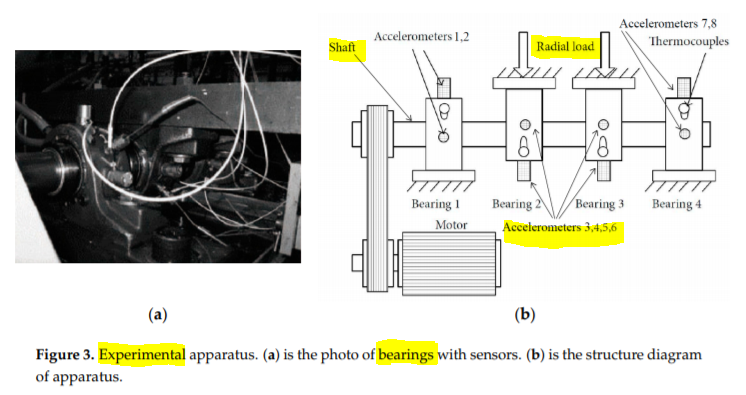 Accelerometers 7,8
Shaft
Accelerometers 1,2
Radial load
Thermocouples
Bearing 1
Bearing 2
Bearing 3
Bearing 4
Motor
Accelerometers 3,4,5,6
(a)
(b)
Figure 3. Experimental apparatus. (a) is the photo of bearings with sensors. (b) is the structure diagram
of apparatus.